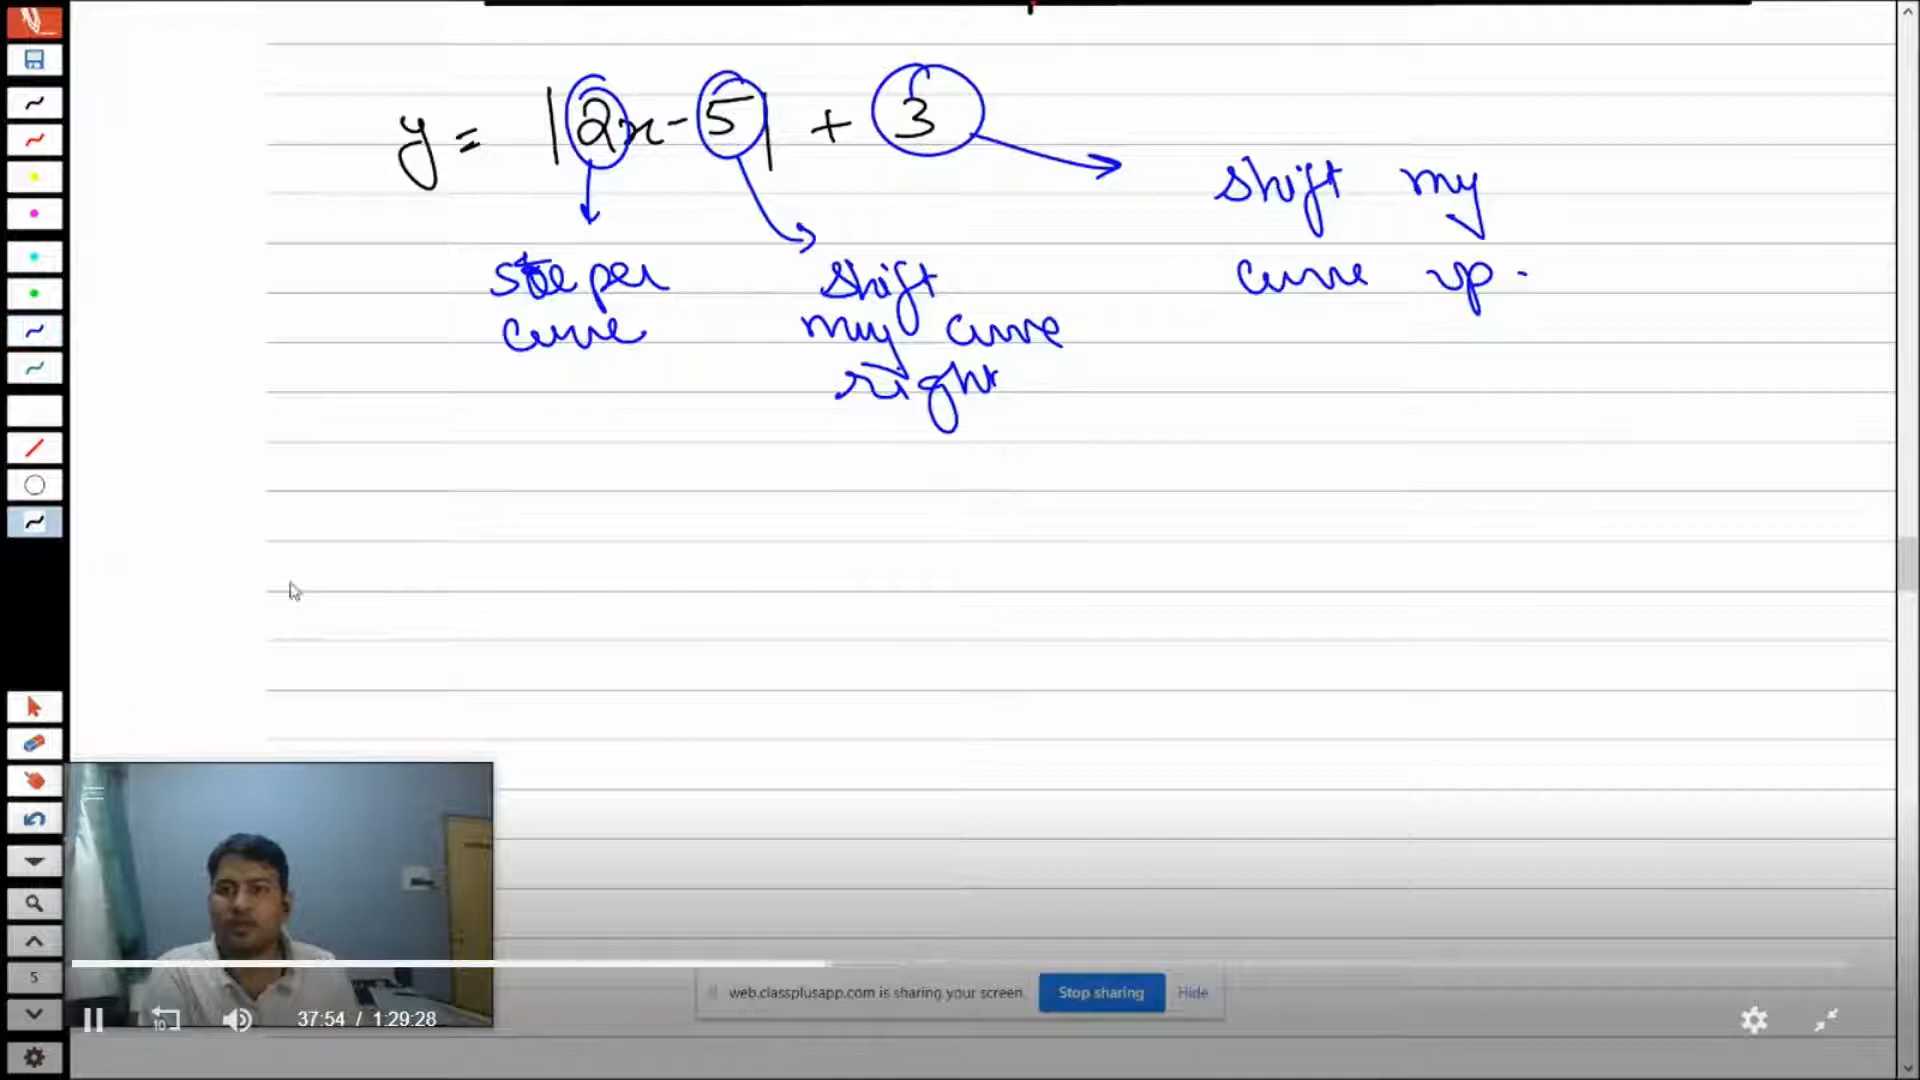 y = |2x - 5| + 3
shift my
curve up.
steeper
curve
shift
my curve
right
5
web.classplusapp.com is sharing your screen.
Stop sharing
Hide
10
37:54 / 1:29:28